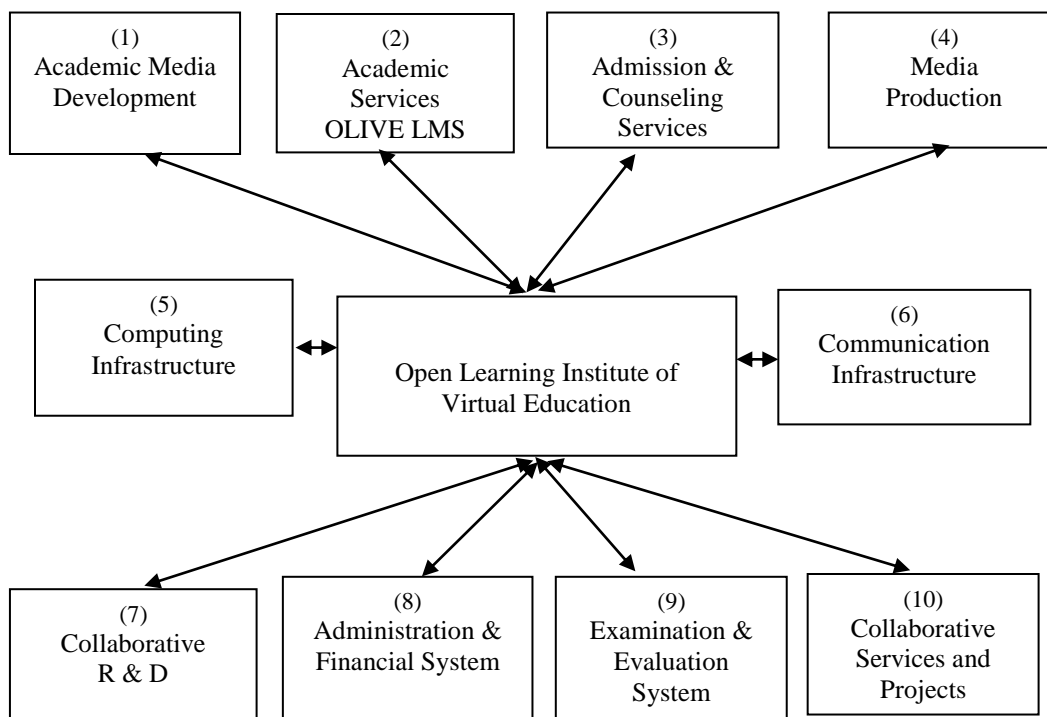 (1)
Academic Media
Development
(2)
Academic
Services
OLIVE LMS
(3)
Admission &
Counseling
Services
(4)
Media
Production
(5)
Computing
Infrastructure
Open Learning Institute of
Virtual Education
(6)
Communication
Infrastructure
(7)
Collaborative
R & D
(8)
Administration &
Financial System
(9)
Examination &
Evaluation
System
(10)
Collaborative
Services and
Projects